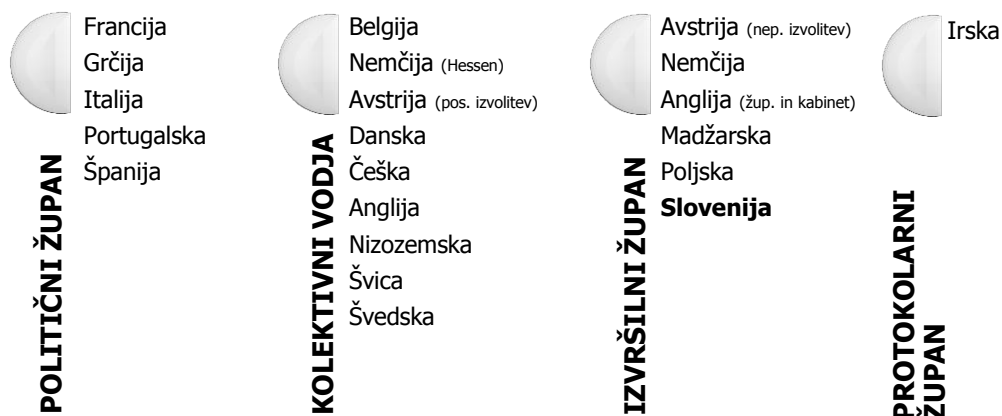 POLITIČNI ŽUPAN
Francija
Grčija
Italija
Portugalska
Španija
KOLEKTIVNI VODJA
Belgija
Nemčija (Hessen)
Avstrija (pos. izvolitev)
Danska
Češka
Anglija
Nizozemska
Švica
Švedska
IZVRŠILNI ŽUPAN
Avstrija (nep. izvolitev)
Nemčija
Anglija (žup. in kabinet)
Madžarska
Poljska
Slovenija
PROTOKOLARNI
ŽUPAN
Irska